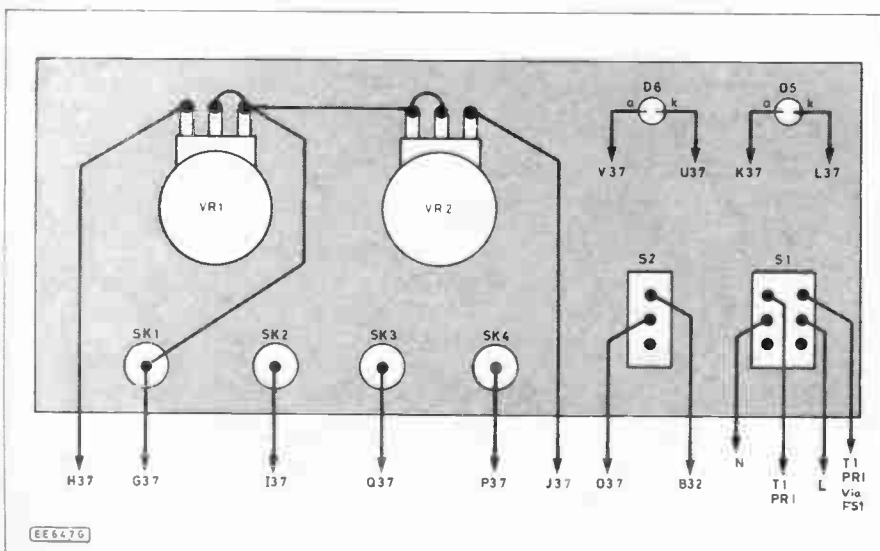 D6
D5
a k
a k
V37
U37
K37
L37
VR1
VR2
S2
S1
SK1
SK2
SK3
SK4
H37
G37
I37
Q37
P37
J37
O37
B32
N
T1
PRI
L
T1
PRI
Via
FS1
EE647G